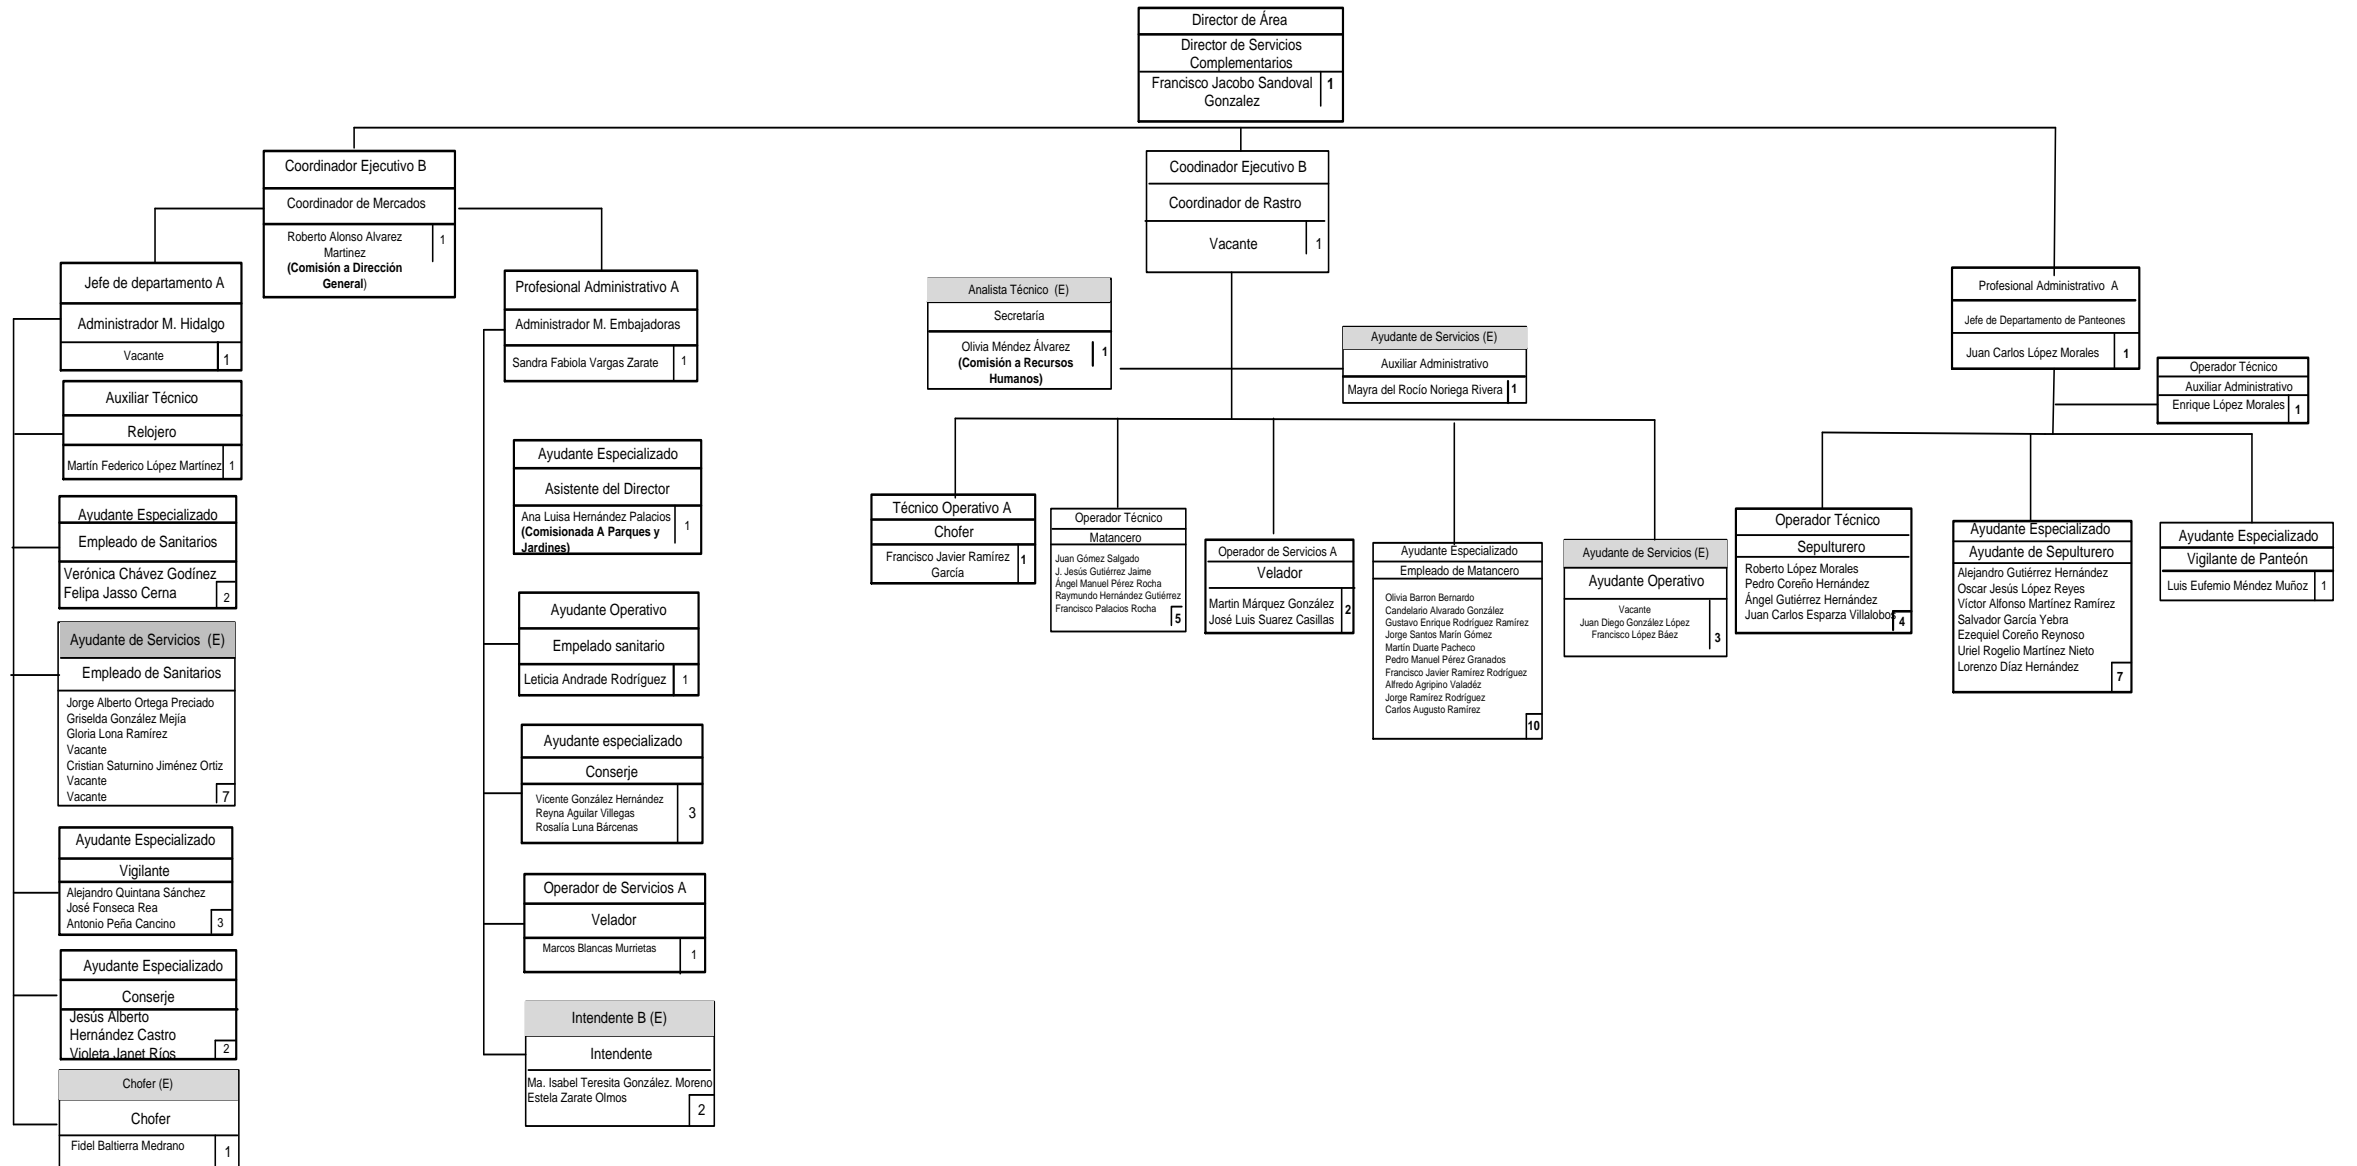 Director de Área
Director de Servicios
Complementarios
Francisco Jacobo Sandoval
Gonzalez
1
Coordinador Ejecutivo B
Coordinador de Mercados
Roberto Alonso Alvarez
Martinez
(Comisión a Dirección
General)
1
Jefe de departamento A
Administrador M. Hidalgo
Vacante
1
Auxiliar Técnico
Relojero
Martín Federico López Martínez
1
Ayudante Especializado
Empleado de Sanitarios
Verónica Chávez Godínez
Felipa Jasso Cerna
2
Ayudante de Servicios (E)
Empleado de Sanitarios
Jorge Alberto Ortega Preciado
Griselda González Mejía
Gloria Lona Ramírez
Vacante
Cristian Saturnino Jiménez Ortiz
Vacante
Vacante
7
Ayudante Especializado
Vigilante
Alejandro Quintana Sánchez
José Fonseca Rea
Antonio Peña Cancino
3
Ayudante Especializado
Conserje
Jesús Alberto
Hernández Castro
Violeta Janet Ríos
2
Chofer (E)
Chofer
Fidel Baltierra Medrano
1
Profesional Administrativo A
Administrador M. Embajadoras
Sandra Fabiola Vargas Zarate
1
Ayudante Especializado
Asistente del Director
Ana Luisa Hernández Palacios
(Comisionada A Parques y
Jardines)
1
Ayudante Operativo
Empelado sanitario
Leticia Andrade Rodríguez
1
Ayudante especializado
Conserje
Vicente González Hernández
Reyna Aguilar Villegas
Rosalía Luna Bárcenas
3
Operador de Servicios A
Velador
Marcos Blancas Murrietas
1
Intendente B (E)
Intendente
Ma. Isabel Teresita González. Moreno
Estela Zarate Olmos
2
Coodinador Ejecutivo B
Coordinador de Rastro
Vacante
1
Analista Técnico (E)
Secretaría
Olivia Méndez Álvarez
(Comisión a Recursos
Humanos)
1
Ayudante de Servicios (E)
Auxiliar Administrativo
Mayra del Rocío Noriega Rivera
1
Técnico Operativo A
Chofer
Francisco Javier Ramírez
García
1
Operador Técnico
Matancero
Juan Gómez Salgado
J. Jesús Gutiérrez Jaime
Ángel Manuel Pérez Rocha
Raymundo Hernández Gutiérrez
Francisco Palacios Rocha
5
Operador de Servicios A
Velador
Martin Márquez González
José Luis Suarez Casillas
2
Ayudante Especializado
Empleado de Matancero
Olivia Barron Bernardo
Candelario Alvarado González
Gustavo Enrique Rodríguez Ramírez
Jorge Santos Marín Gómez
Martín Duarte Pacheco
Pedro Manuel Pérez Granados
Francisco Javier Ramírez Rodríguez
Alfredo Agripino Valadéz
Jorge Ramírez Rodríguez
Carlos Augusto Ramírez
10
Ayudante de Servicios (E)
Ayudante Operativo
Vacante
Juan Diego González López
Francisco López Báez
3
Profesional Administrativo A
Jefe de Departamento de Panteones
Juan Carlos López Morales
1
Operador Técnico
Auxiliar Administrativo
Enrique López Morales
1
Operador Técnico
Sepulturero
Roberto López Morales
Pedro Coreño Hernández
Ángel Gutiérrez Hernández
Juan Carlos Esparza Villalobos
4
Ayudante Especializado
Ayudante de Sepulturero
Alejandro Gutiérrez Hernández
Oscar Jesús López Reyes
Víctor Alfonso Martínez Ramírez
Salvador García Yebra
Ezequiel Coreño Reynoso
Uriel Rogelio Martínez Nieto
Lorenzo Díaz Hernández
7
Ayudante Especializado
Vigilante de Panteón
Luis Eufemio Méndez Muñoz
1